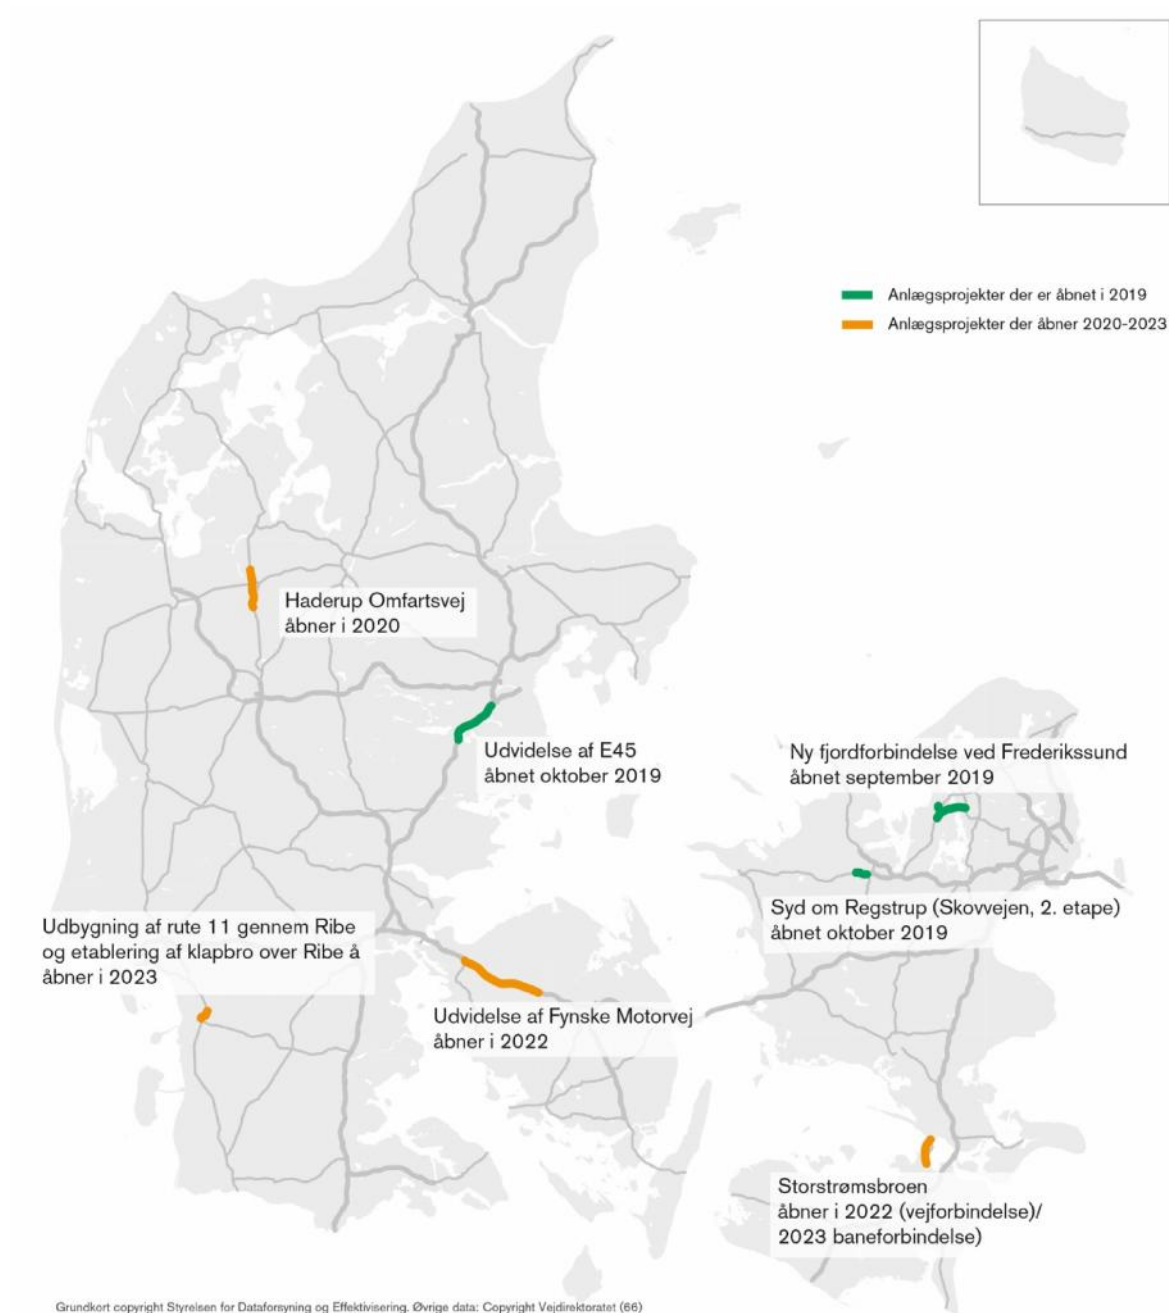 Anlægsprojekter der er åbnet i 2019
Anlægsprojekter der åbner 2020-2023
Haderup Omfartsvej
åbner i 2020
Udvidelse af E45
åbnet oktober 2019
Ny fjordforbindelse ved Frederikssund
åbnet september 2019
Syd om Regstrup (Skovvejen, 2. etape)
åbnet oktober 2019
Udbygning af rute 11 gennem Ribe
og etablering af klapbro over Ribe å
åbner i 2023
Udvidelse af Fynske Motorvej
åbner i 2022
Storstrømsbroen
åbner i 2022 (vejforbindelse)/
2023 baneforbindelse)
Grundkort copyright Styrelsen for Dataforsyning og Effektivisering. Øvrige data: Copyright Vejdirektoratet (66)